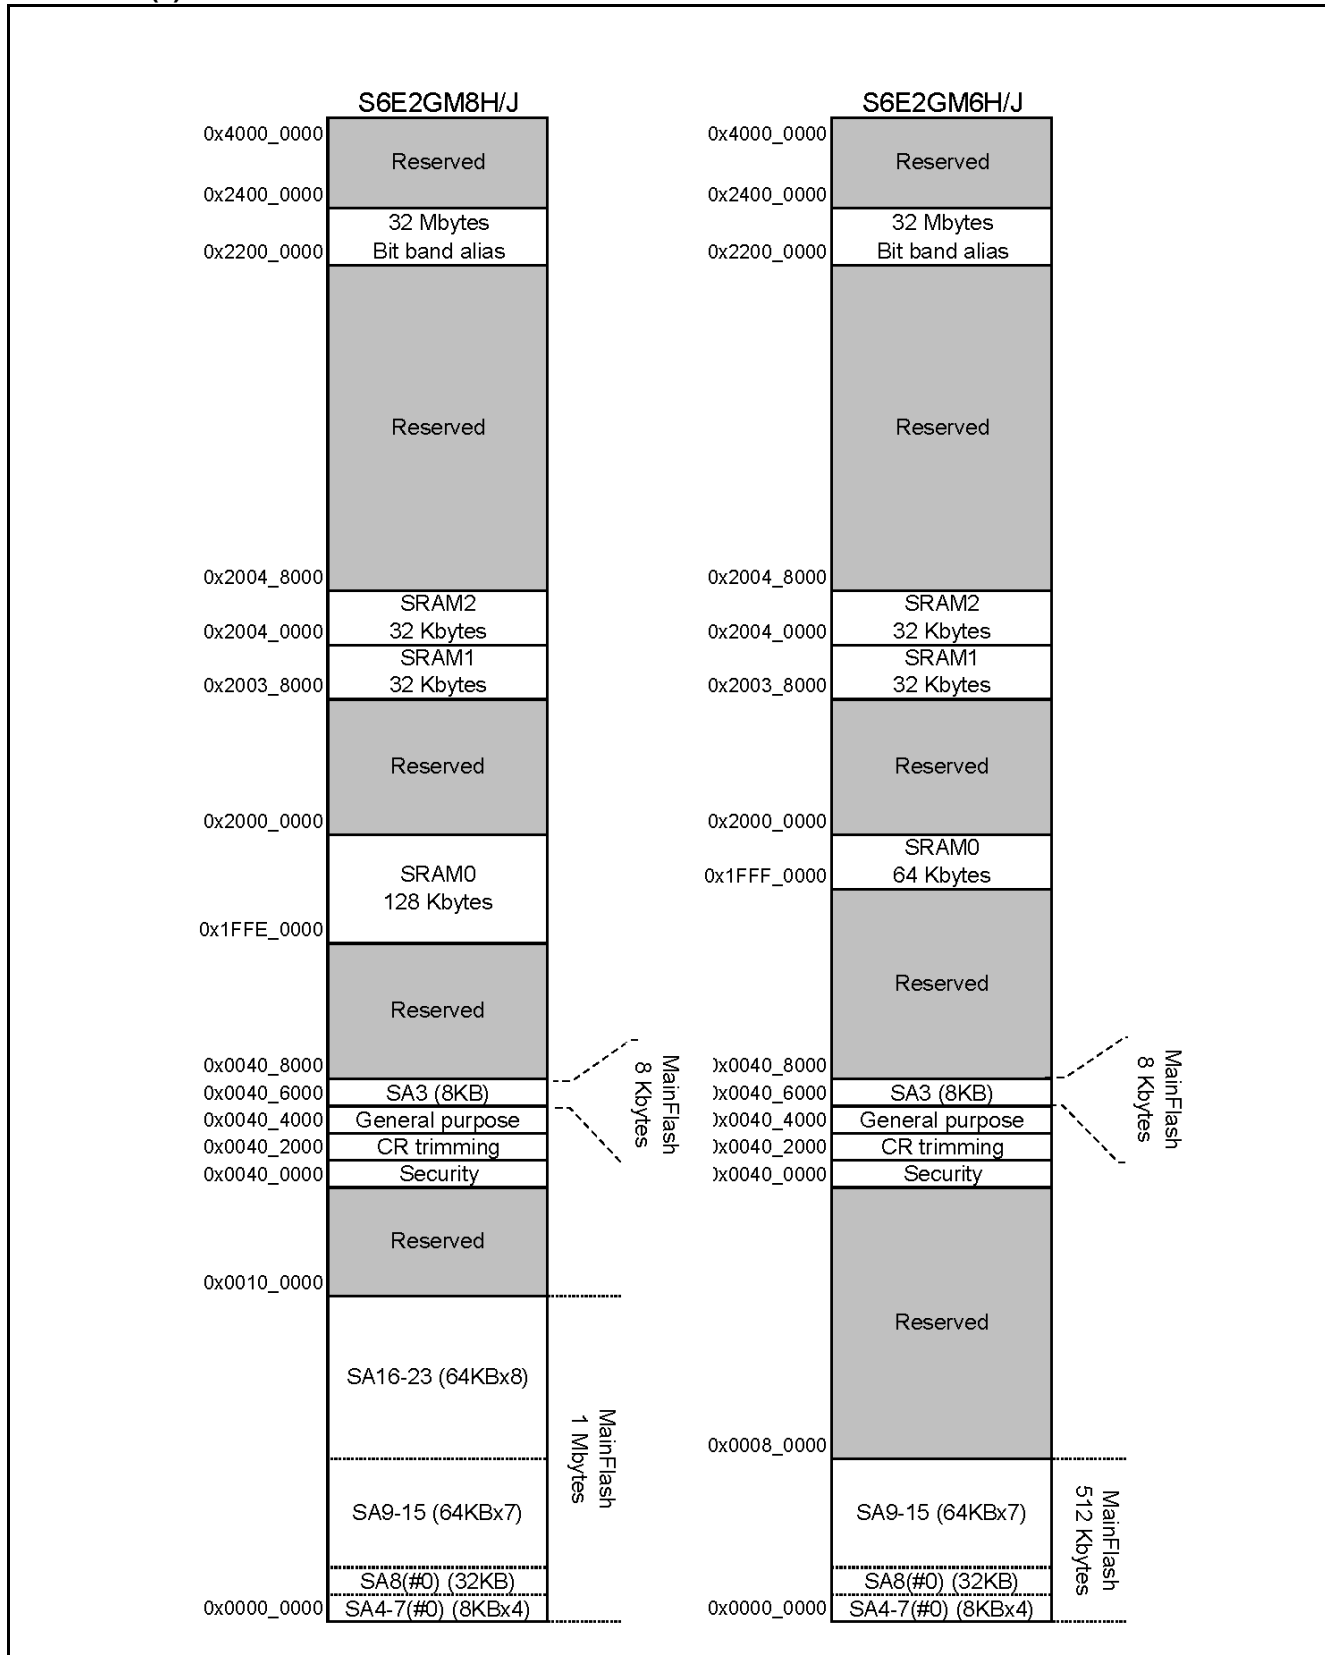 S6E2GM8H/J
0x4000_0000
Reserved
0x2400_0000
32 Mbytes
0x2200_0000
Bit band alias
Reserved
0x2004_8000
SRAM2
0x2004_0000
32 Kbytes
SRAM1
0x2003_8000
32 Kbytes
Reserved
0x2000_0000
SRAM0
128 Kbytes
0x1FFE_0000
Reserved
0x0040_8000
0x0040_6000
SA3 (8KB)
0x0040_4000
General purpose
0x0040_2000
CR trimming
0x0040_0000
Security
MainFlash
8 Kbytes
Reserved
0x0010_0000
SA16-23 (64KBx8)
SA9-15 (64KBx7)
SA8(#0) (32KB)
0x0000_0000
SA4-7(#0) (8KBx4)
MainFlash
1 Mbytes
S6E2GM6H/J
0x4000_0000
Reserved
0x2400_0000
32 Mbytes
0x2200_0000
Bit band alias
Reserved
0x2004_8000
SRAM2
0x2004_0000
32 Kbytes
SRAM1
0x2003_8000
32 Kbytes
Reserved
0x2000_0000
SRAM0
0x1FFF_0000
64 Kbytes
Reserved
0x0040_8000
0x0040_6000
SA3 (8KB)
0x0040_4000
General purpose
0x0040_2000
CR trimming
0x0040_0000
Security
MainFlash
8 Kbytes
Reserved
0x0008_0000
SA9-15 (64KBx7)
SA8(#0) (32KB)
0x0000_0000
SA4-7(#0) (8KBx4)
MainFlash
512 Kbytes